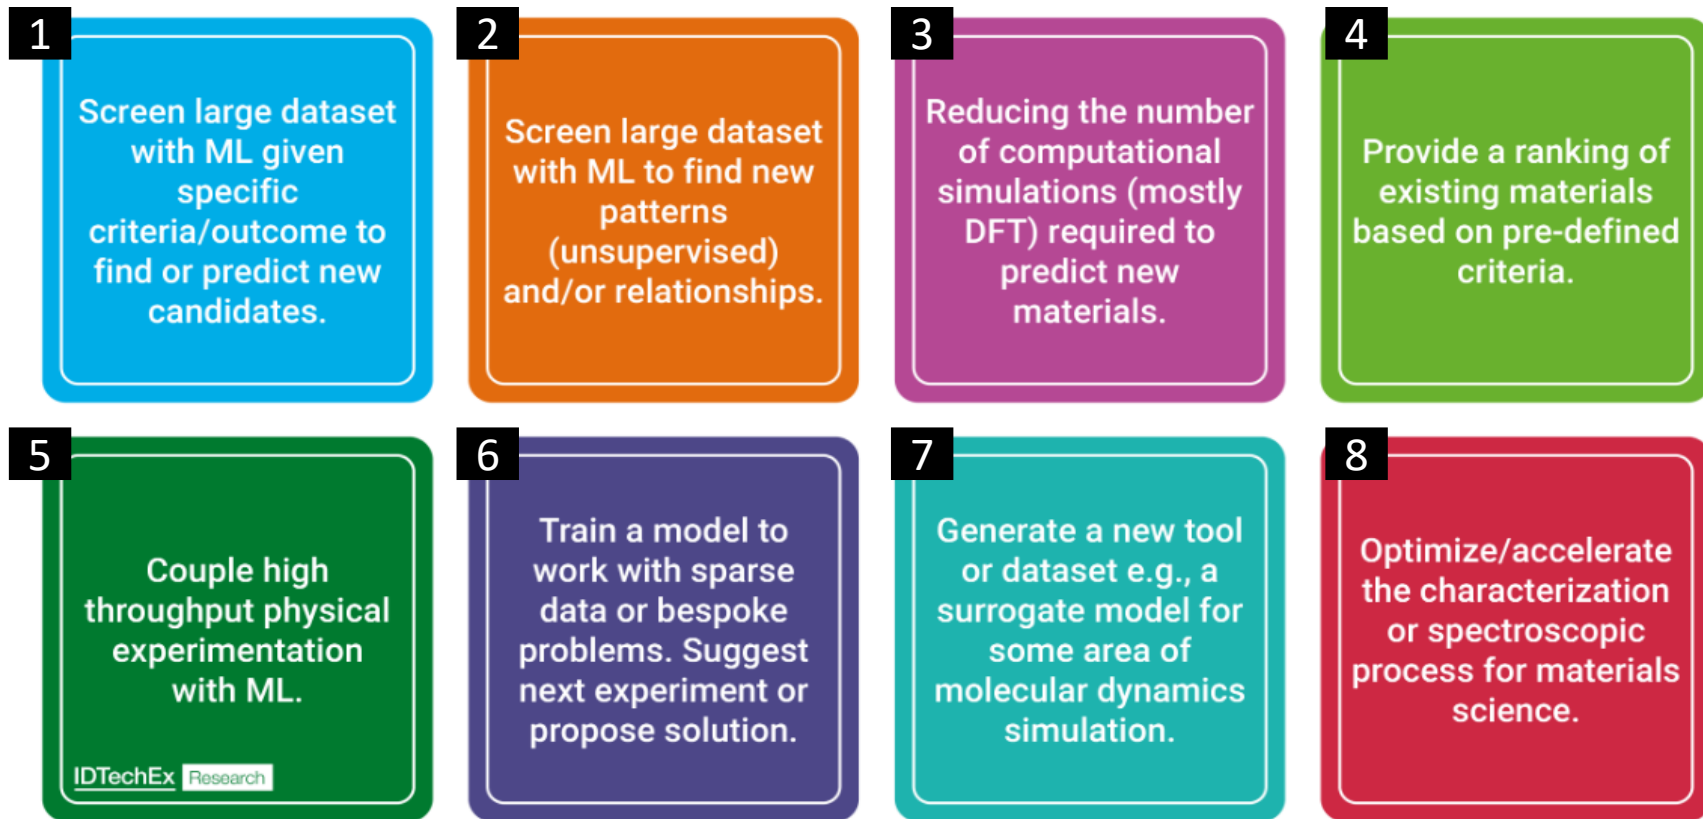 1
Screen large dataset
with ML given
specific
criteria/outcome to
find or predict new
candidates.
2
Screen large dataset
with ML to find new
patterns
(unsupervised)
and/or relationships.
3
Reducing the number
of computational
simulations (mostly
DFT) required to
predict new
materials.
4
Provide a ranking of
existing materials
based on pre-defined
criteria.
5
Couple high
throughput physical
experimentation
with ML.
IDTechEx Research
6
Train a model to
work with sparse
data or bespoke
problems. Suggest
next experiment or
propose solution.
7
Generate a new tool
or dataset e.g., a
surrogate model for
some area of
molecular dynamics
simulation.
8
Optimize/accelerate
the characterization
or spectroscopic
process for materials
science.